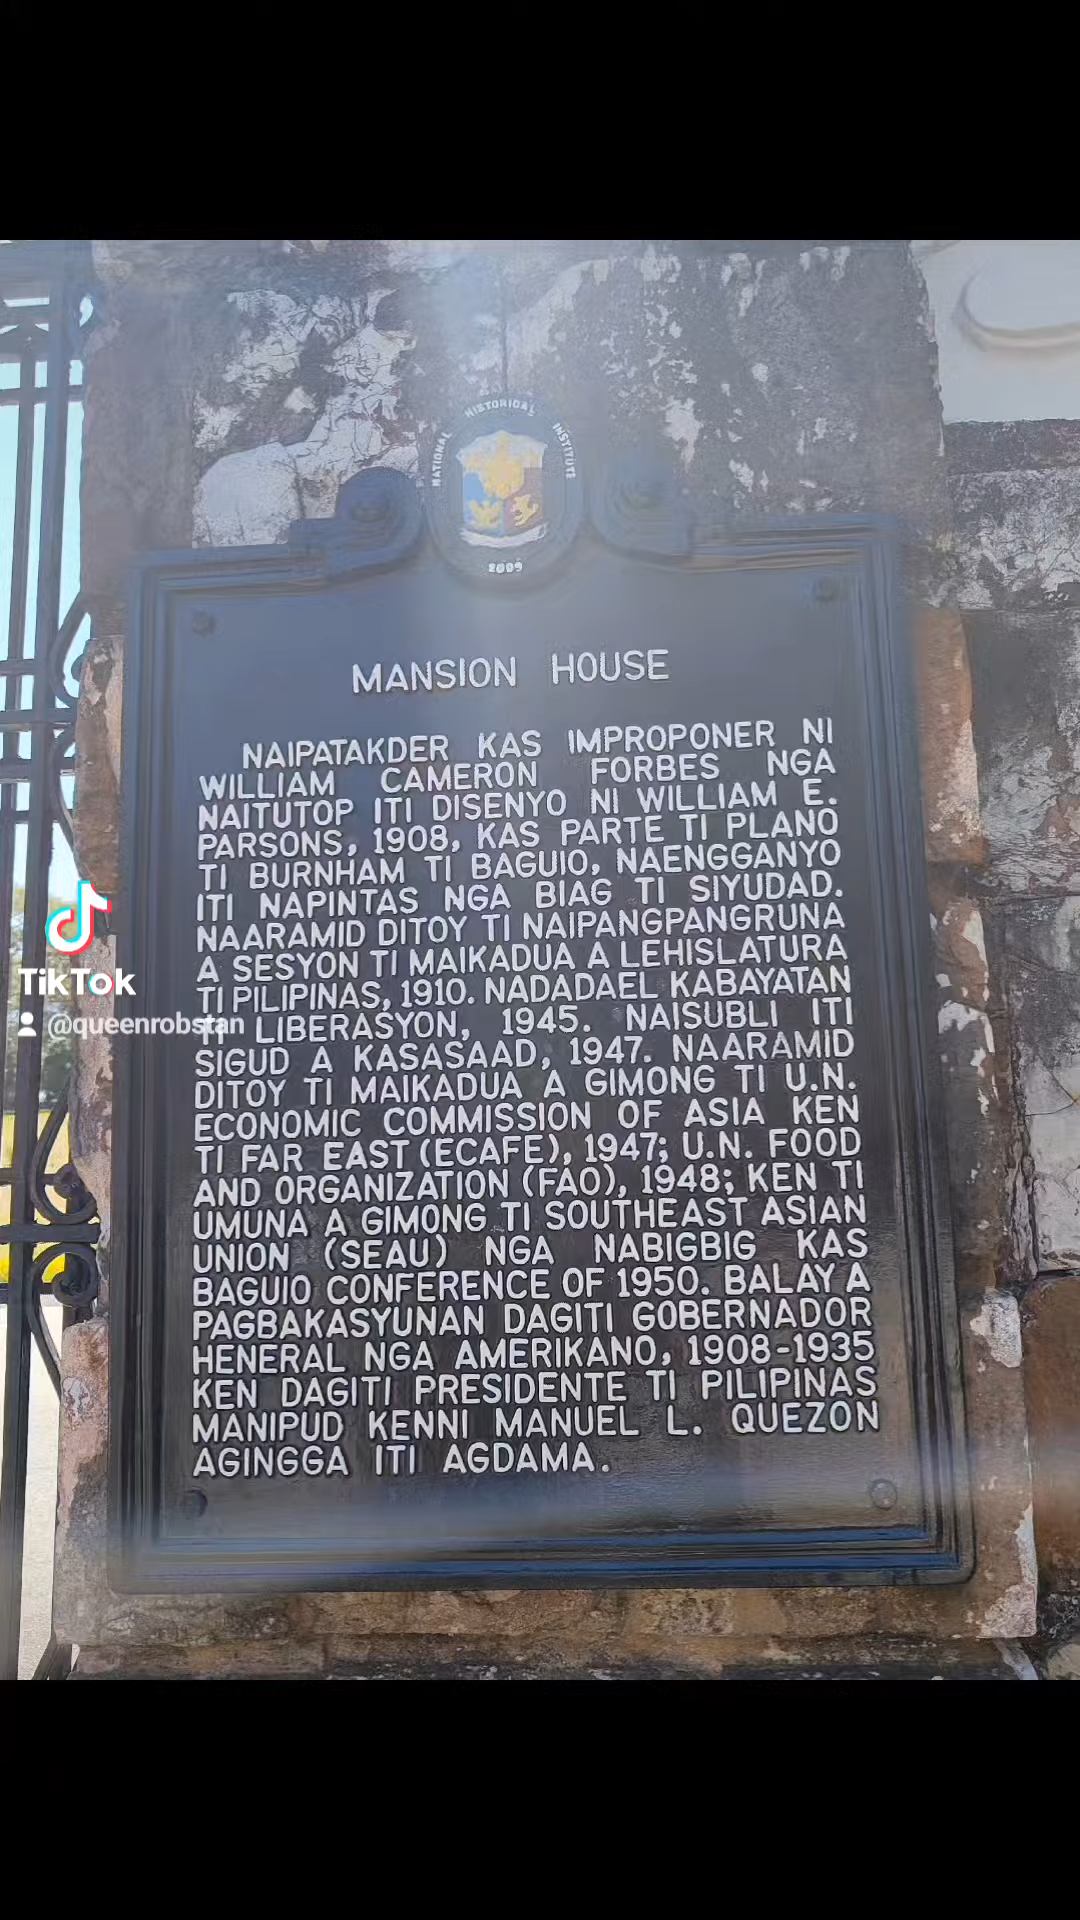 NATIONAL HISTORICAL INSTITUTE
2009
MANSION HOUSE
NAIPATAKDER KAS IMPROPONER NI
WILLIAM CAMERON FORBES NGA
NAITUTOP ITI DISENYO NI WILLIAM E.
PARSONS, 1908, KAS PARTE TI PLANO
TI BURNHAM TI BAGUIO, NAENGGANYO
ITI NAPINTAS NGA BIAG TI SIYUDAD.
NAARAMID DITOY TI NAIPANGPANGRUNA
A SESYON TI MAIKADUA A LEHISLATURA
TI PILIPINAS, 1910. NADADAEL KABAYATAN
TI LIBERASYON, 1945. NAISUBLI ITI
SIGUD A KASASAAD, 1947. NAARAMID
DITOY TI MAIKADUA A GIMONG TI U.N.
ECONOMIC COMMISSION OF ASIA KEN
TI FAR EAST (ECAFE), 1947; U.N. FOOD
AND ORGANIZATION (FAO), 1948; KEN TI
UMUNA A GIMONG TI SOUTHEAST ASIAN
UNION (SEAU) NGA NABIGBIG KAS
BAGUIO CONFERENCE OF 1950. BALAY A
PAGBAKASYUNAN DAGITI GOBERNADOR
HENERAL NGA AMERIKANO, 1908-1935
KEN DAGITI PRESIDENTE TI PILIPINAS
MANIPUD KENNI MANUEL L. QUEZON
AGINGGA ITI AGDAMA.
TikTok
@queenrobstan